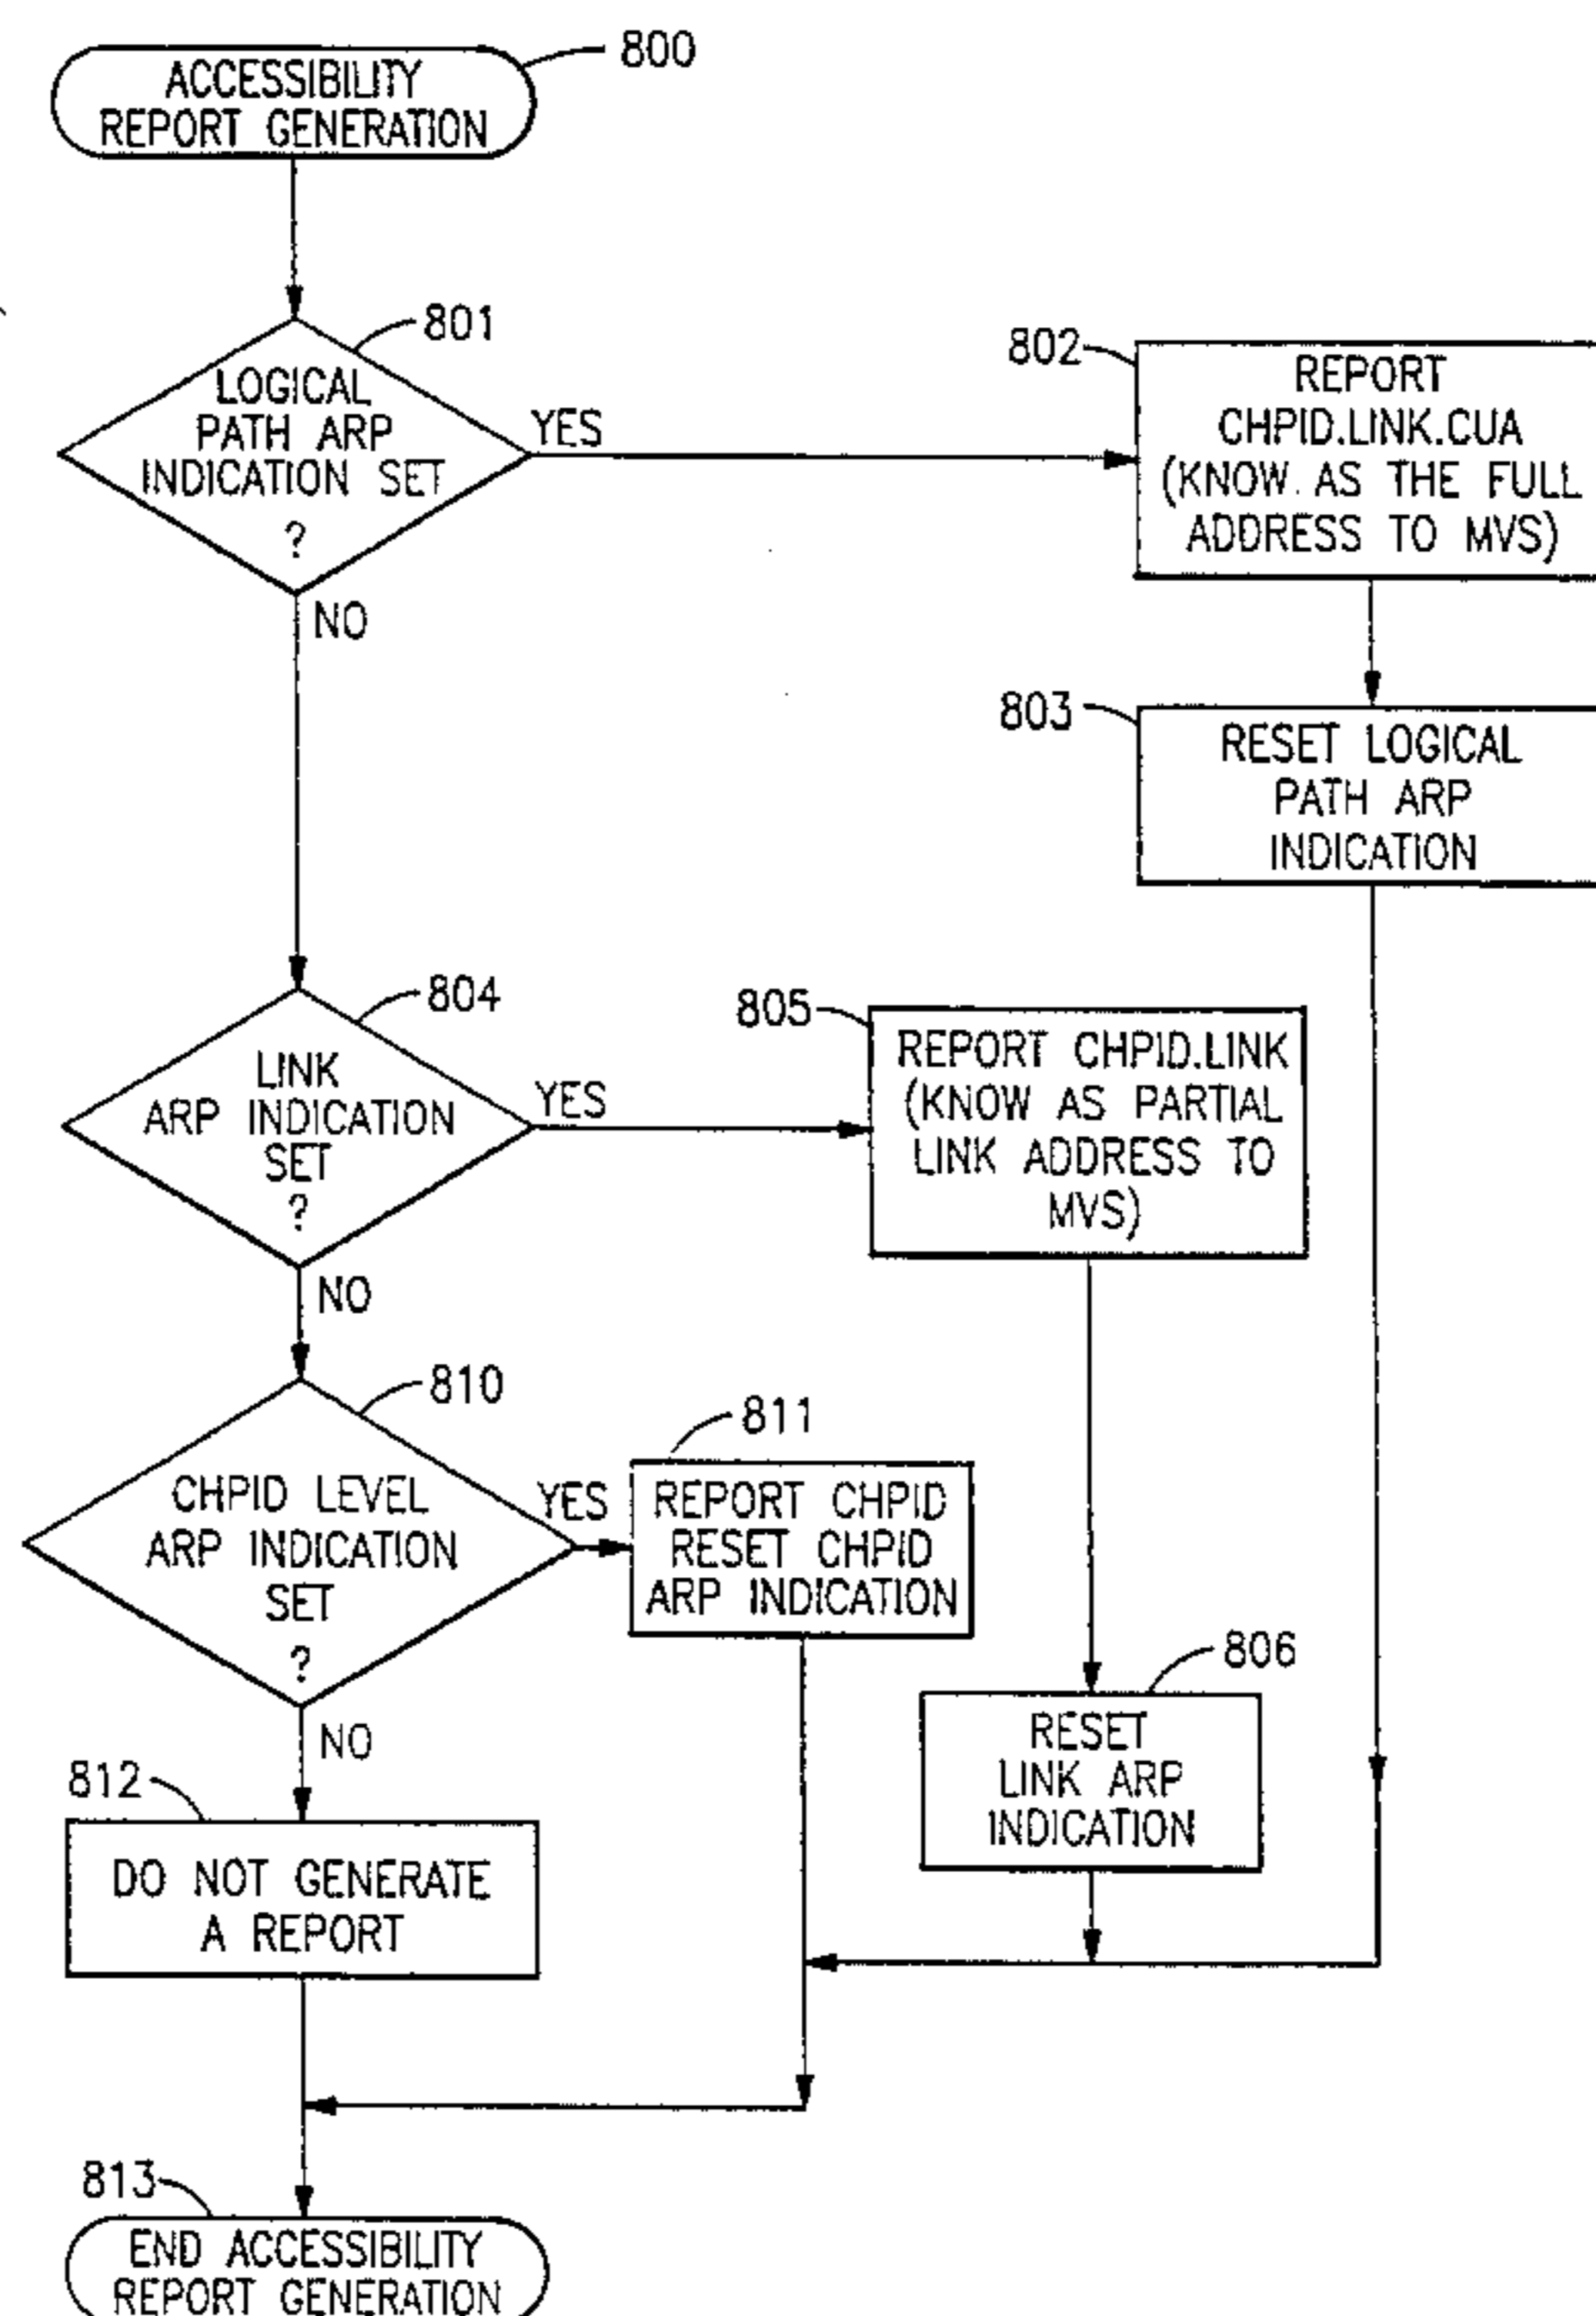 800
ACCESSIBILITY
REPORT GENERATION
801
LOGICAL
PATH ARP
INDICATION SET
?
YES
NO
802
REPORT
CHPID.LINK.CUA
(KNOW AS THE FULL
ADDRESS TO MVS)
803
RESET LOGICAL
PATH ARP
INDICATION
804
LINK
ARP INDICATION
SET
?
YES
NO
805
REPORT CHPID.LINK
(KNOW AS PARTIAL
LINK ADDRESS TO
MVS)
810
CHPID LEVEL
ARP INDICATION
SET
?
YES
NO
811
REPORT CHPID
RESET CHPID
ARP INDICATION
806
RESET
LINK ARP
INDICATION
812
DO NOT GENERATE
A REPORT
813
END ACCESSIBILITY
REPORT GENERATION